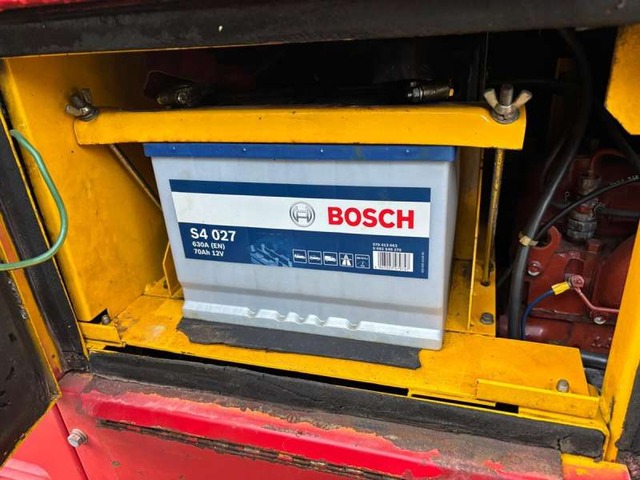 BOSCH
S4 027
630A (EN)
70Ah 12V